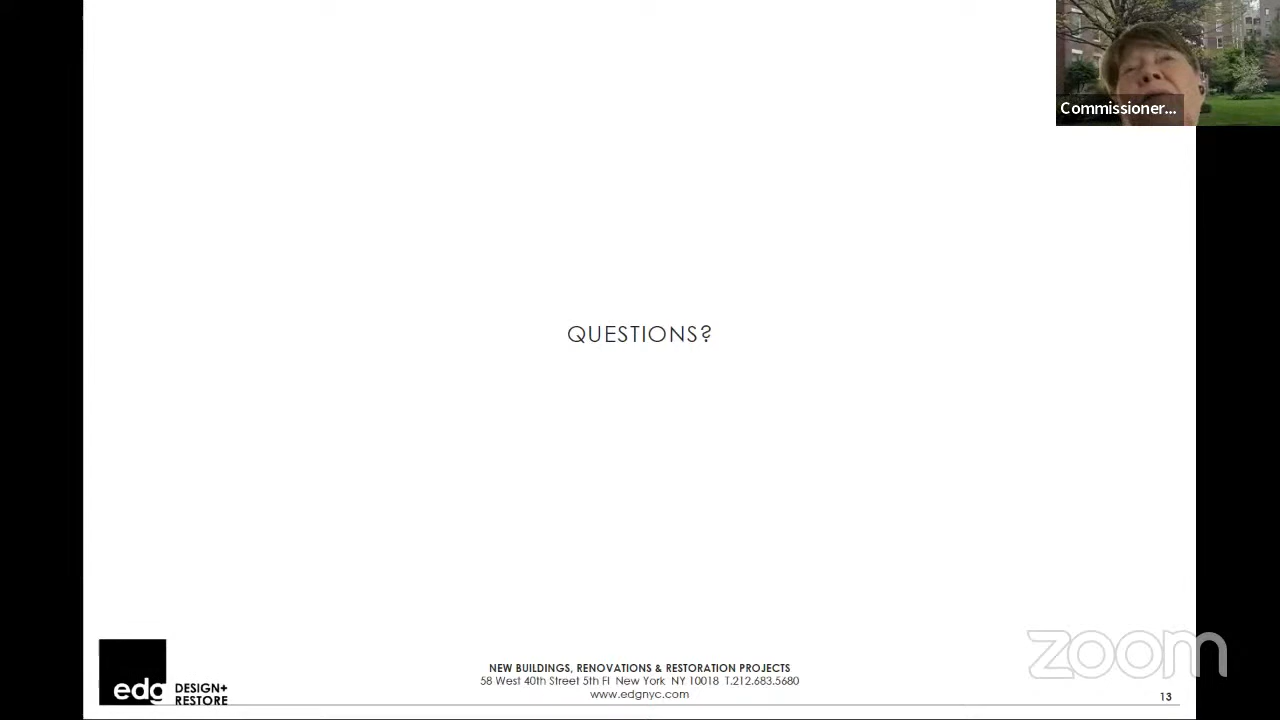 Commissioner...
QUESTIONS?
edg
DESIGN+
RESTORE
NEW BUILDINGS, RENOVATIONS & RESTORATION PROJECTS
58 West 40th Street 5th Fl New York NY 10018 T.212.683.5680
www.edgnyc.com
zoom
13